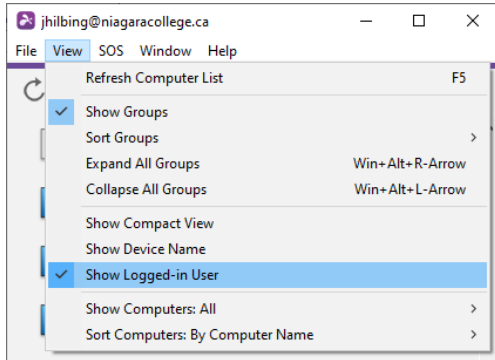 jhilbing@niagaracollege.ca
File View SOS Window Help
Refresh Computer List F5
Show Groups
Sort Groups
Expand All Groups Win+Alt+R-Arrow
Collapse All Groups Win+Alt+L-Arrow
Show Compact View
Show Device Name
Show Logged-in User
Show Computers: All
Sort Computers: By Computer Name